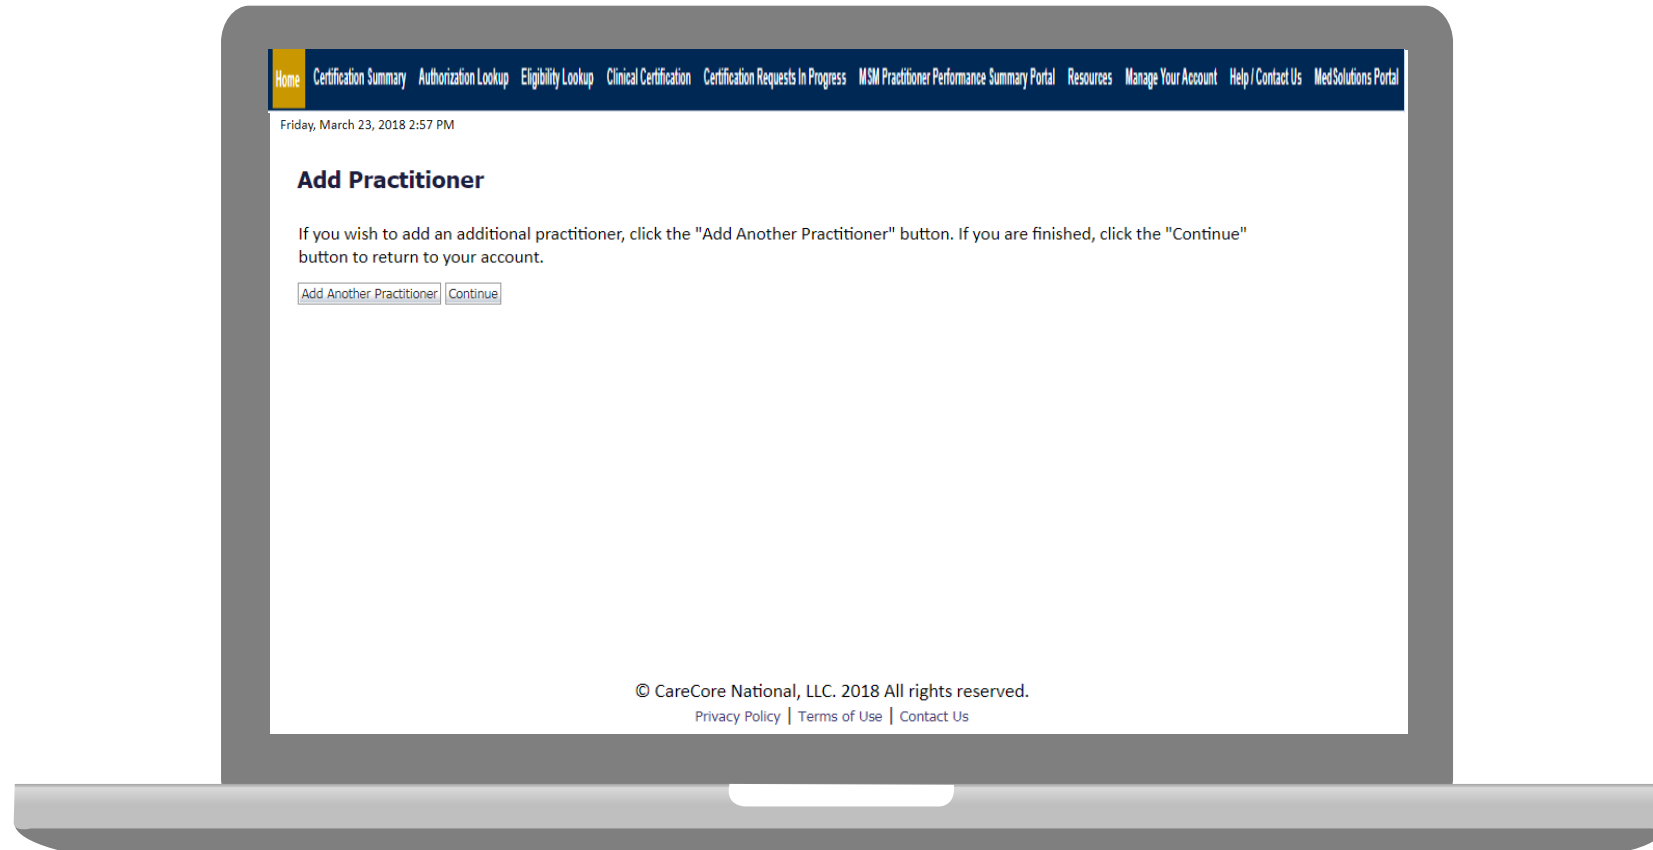 Home Certification Summary Authorization Lookup Eligibility Lookup Clinical Certification Certification Requests In Progress MSM Practitioner Performance Summary Portal Resources Manage Your Account Help / Contact Us MedSolutions Portal
Friday, March 23, 2018 2:57 PM
Add Practitioner
If you wish to add an additional practitioner, click the "Add Another Practitioner" button. If you are finished, click the "Continue"
button to return to your account.
Add Another Practitioner Continue
© CareCore National, LLC. 2018 All rights reserved.
Privacy Policy | Terms of Use | Contact Us